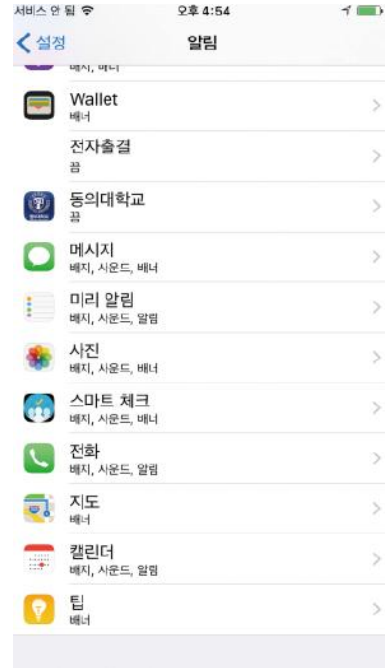 서비스 안 됨
오후 4:54
설정
알림
배지, 배너
Wallet
배너
전자출결
끔
동의대학교
끔
메시지
배지, 사운드, 배너
미리 알림
배지, 사운드, 알림
사진
배지, 사운드, 배너
스마트 체크
배지, 사운드, 배너
전화
배지, 사운드, 알림
지도
배너
캘린더
배지, 사운드, 알림
팁
배너